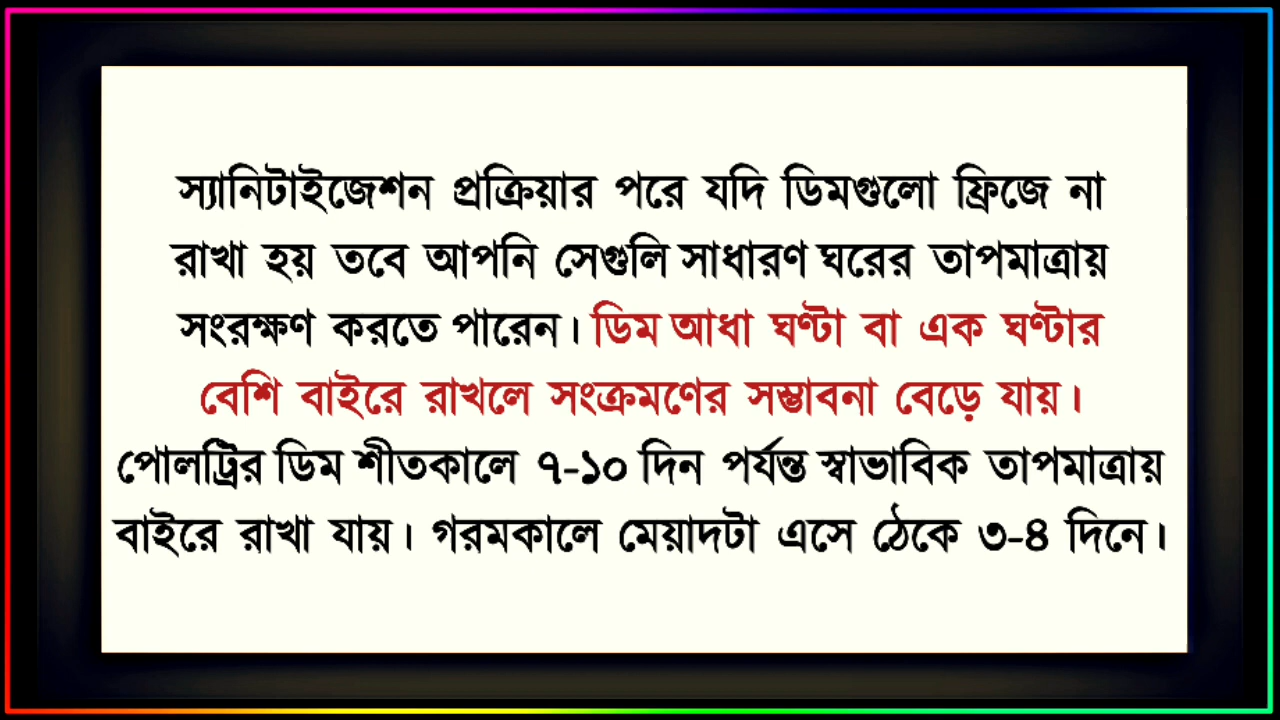 স্যানিটাইজেশন প্রক্রিয়ার পরে যদি ডিমগুলো ফ্রিজে না
রাখা হয় তবে আপনি সেগুলি সাধারণ ঘরের তাপমাত্রায়
সংরক্ষণ করতে পারেন। ডিম আধা ঘণ্টা বা এক ঘণ্টার
বেশি বাইরে রাখলে সংক্রমণের সম্ভাবনা বেড়ে যায়।
পোলট্রির ডিম শীতকালে ৭-১০ দিন পর্যন্ত স্বাভাবিক তাপমাত্রায়
বাইরে রাখা যায়। গরমকালে মেয়াদটা এসে ঠেকে ৩-৪ দিনে।